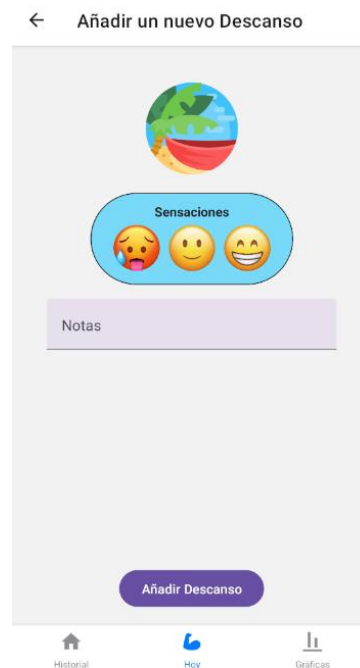 Añadir un nuevo Descanso
Sensaciones
Notas
Añadir Descanso
Historial
Hoy
Gráficas